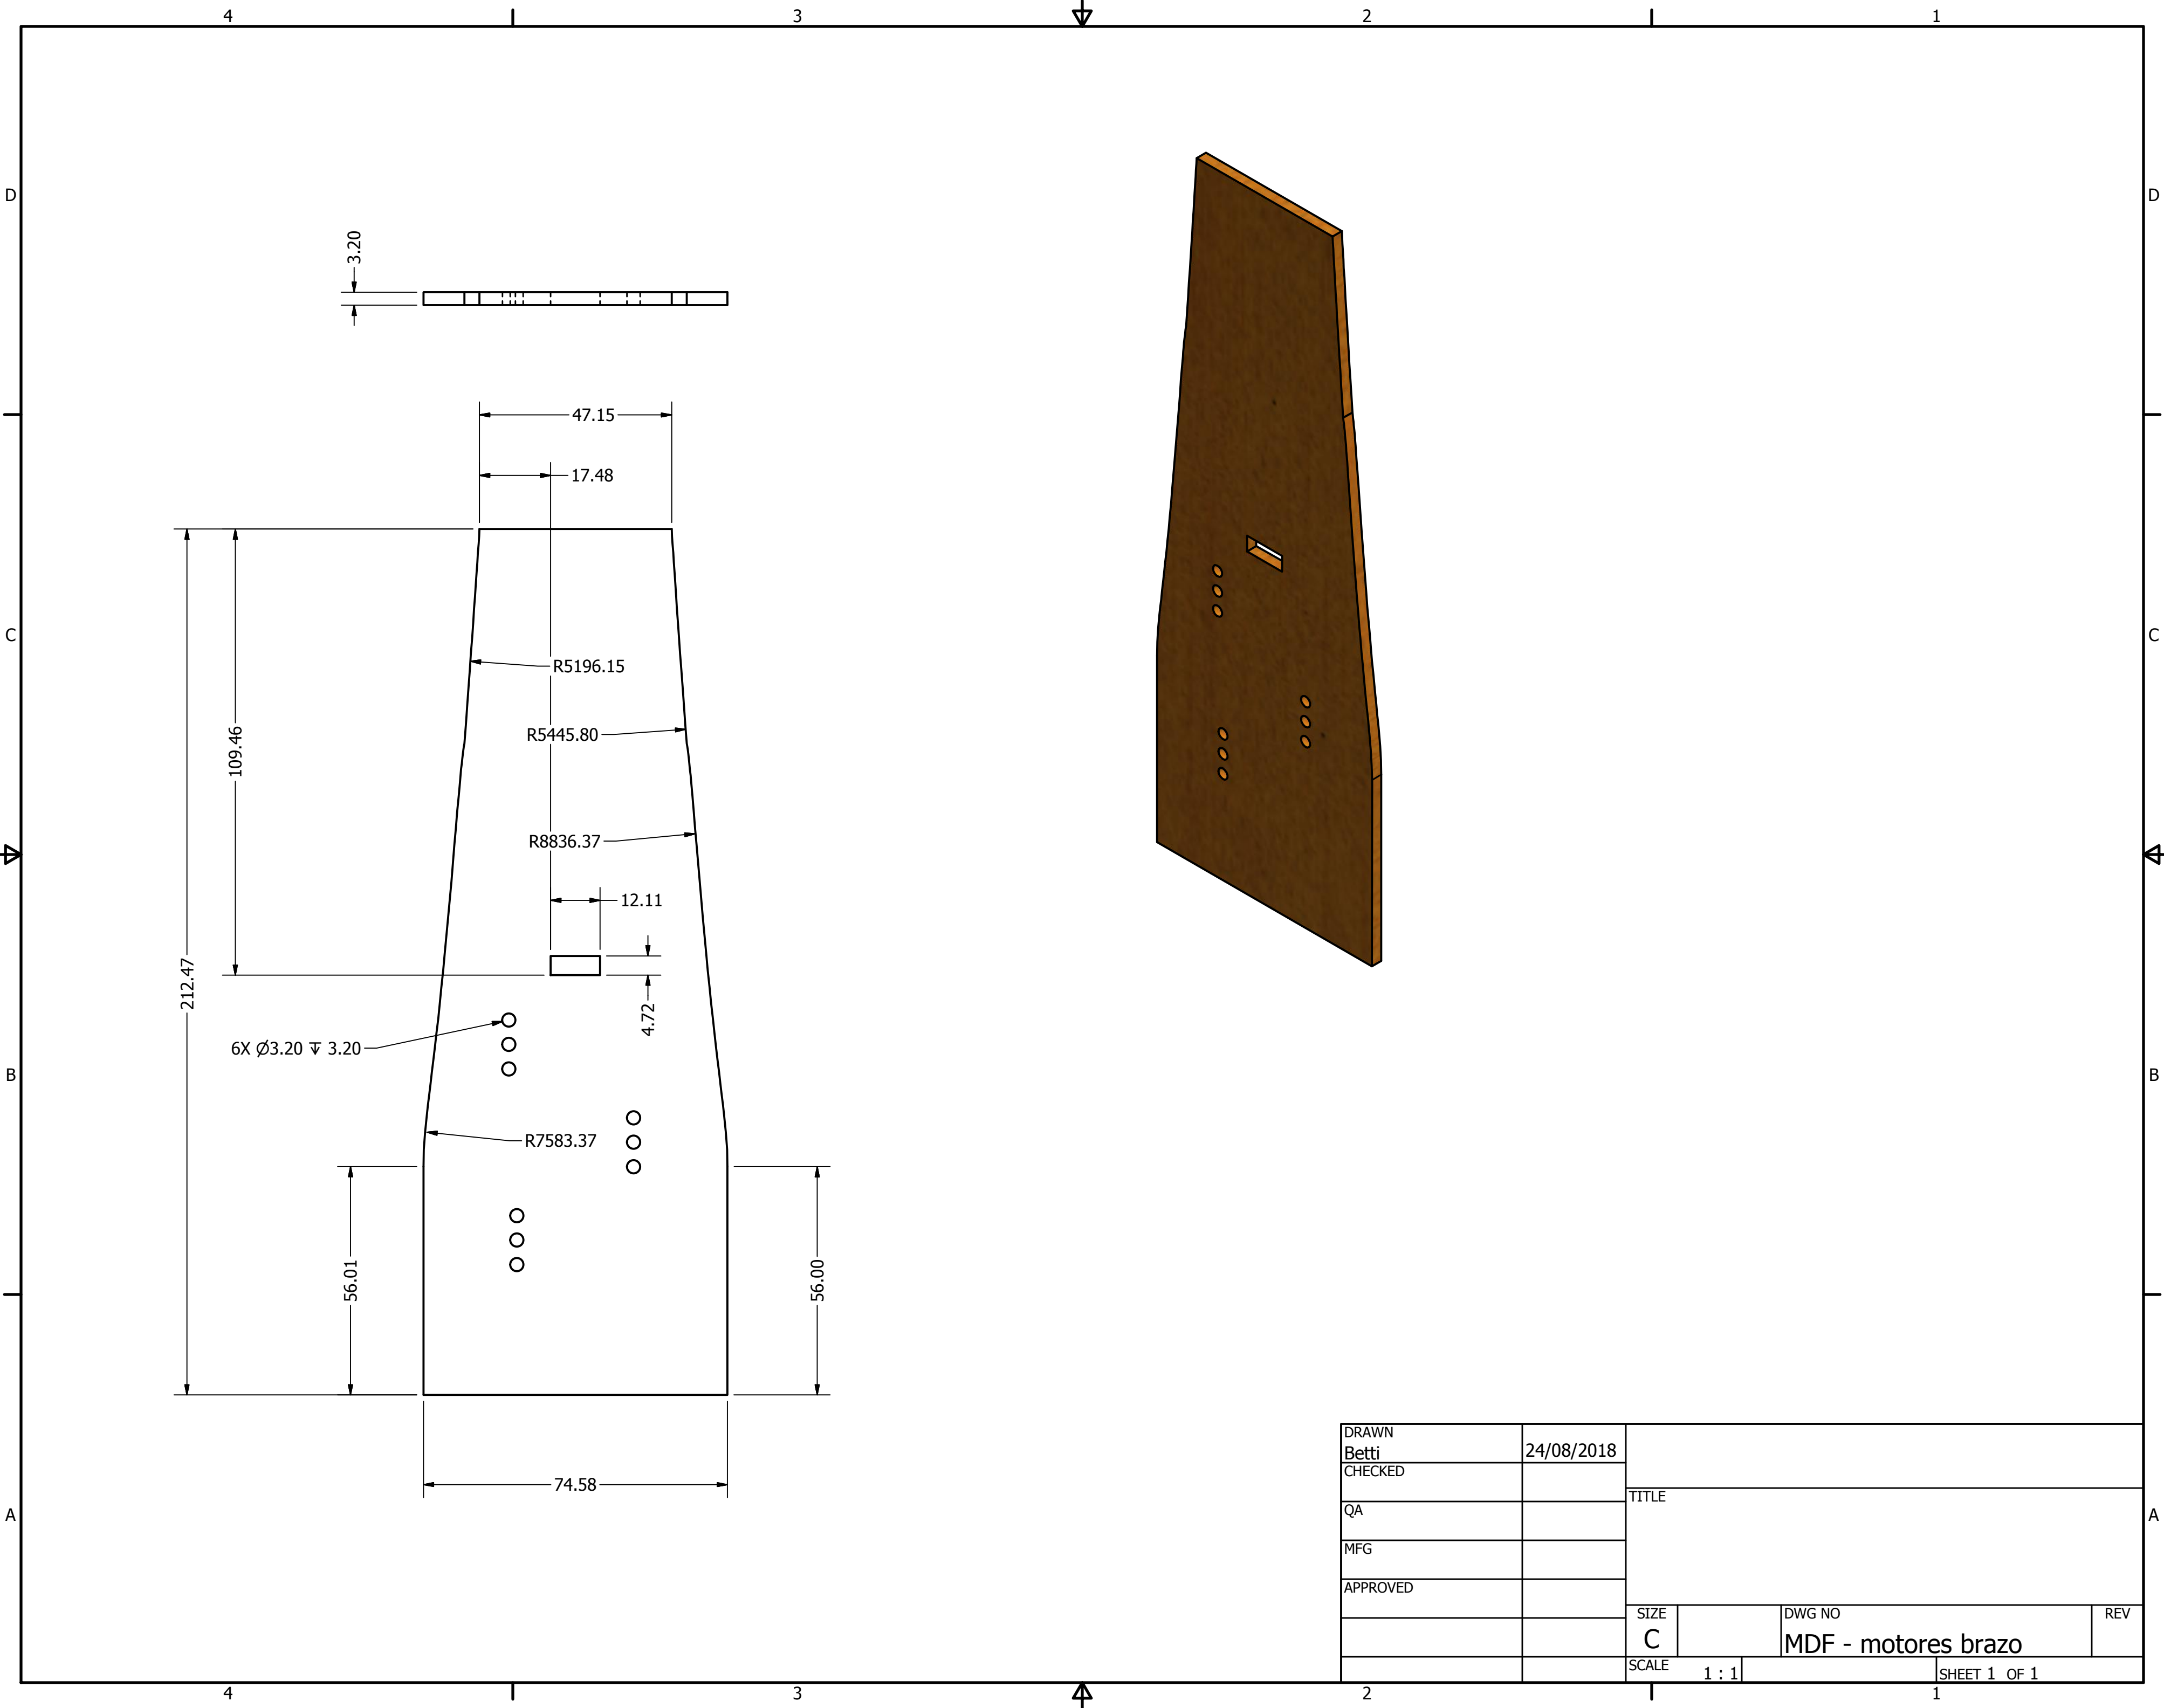 4 3 2 1
D D
3.20
47.15
17.48
R5196.15
C C
R5445.80
109.46
R8836.37
12.11
212.47
4.72
6X Ø3.20 ↧ 3.20
B B
R7583.37
56.01
56.00
74.58
A A
DRAWN
Betti 24/08/2018
CHECKED
QA
MFG
APPROVED
TITLE
SIZE
C
DWG NO
MDF - motores brazo
REV
SCALE 1 : 1
SHEET 1 OF 1
4 3 2 1